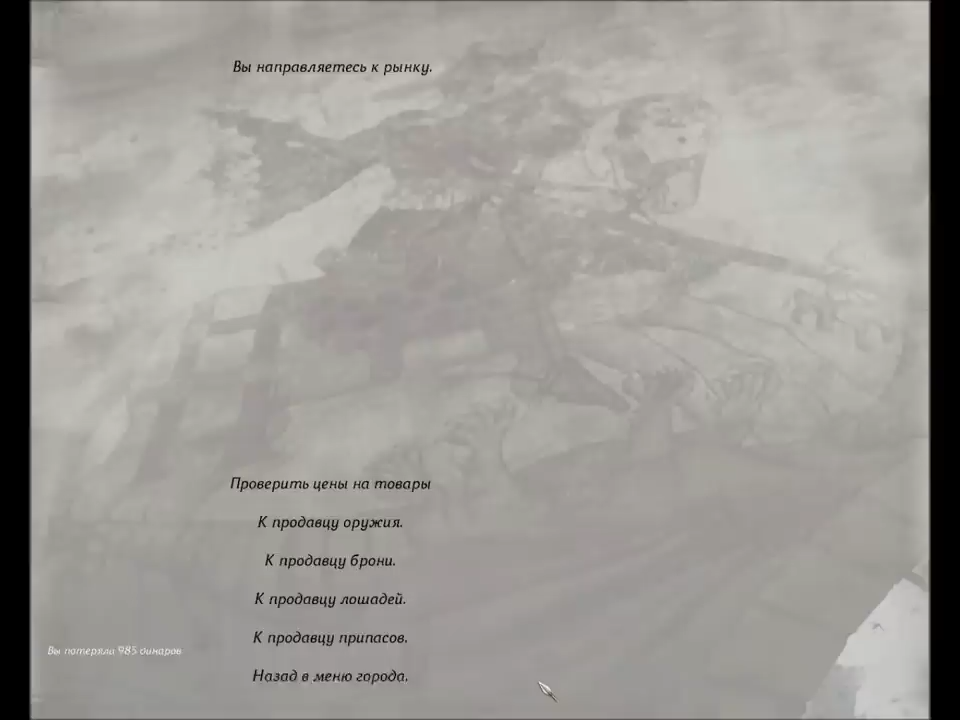 Вы направляетесь к рынку.
Проверить цены на товары
К продавцу оружия.
К продавцу брони.
К продавцу лошадей.
К продавцу припасов.
Вы потеряли 985 динаров
Назад в меню города.